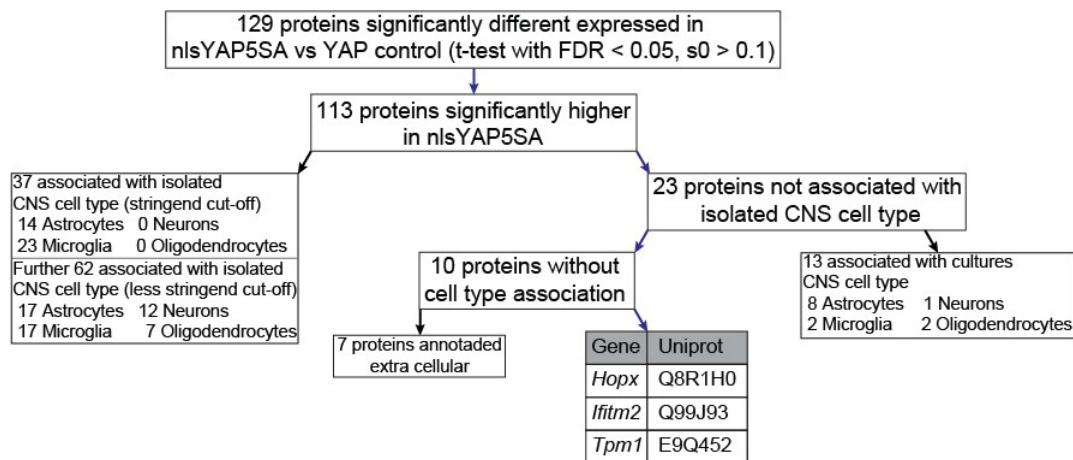 129 proteins significantly different expressed in
nlsYAP5SA vs YAP control (t-test with FDR < 0.05, s0 > 0.1)
113 proteins significantly higher
in nlsYAP5SA
37 associated with isolated
CNS cell type (stringend cut-off)
14 Astrocytes 0 Neurons
23 Microglia 0 Oligodendrocytes
Further 62 associated with isolated
CNS cell type (less stringend cut-off)
17 Astrocytes 12 Neurons
17 Microglia 7 Oligodendrocytes
23 proteins not associated with
isolated CNS cell type
10 proteins without
cell type association
13 associated with cultures
CNS cell type
8 Astrocytes 1 Neurons
2 Microglia 2 Oligodendrocytes
7 proteins annotaded
extra cellular
Gene Uniprot
Hopx Q8R1H0
Ifitm2 Q99J93
Tpm1 E9Q452